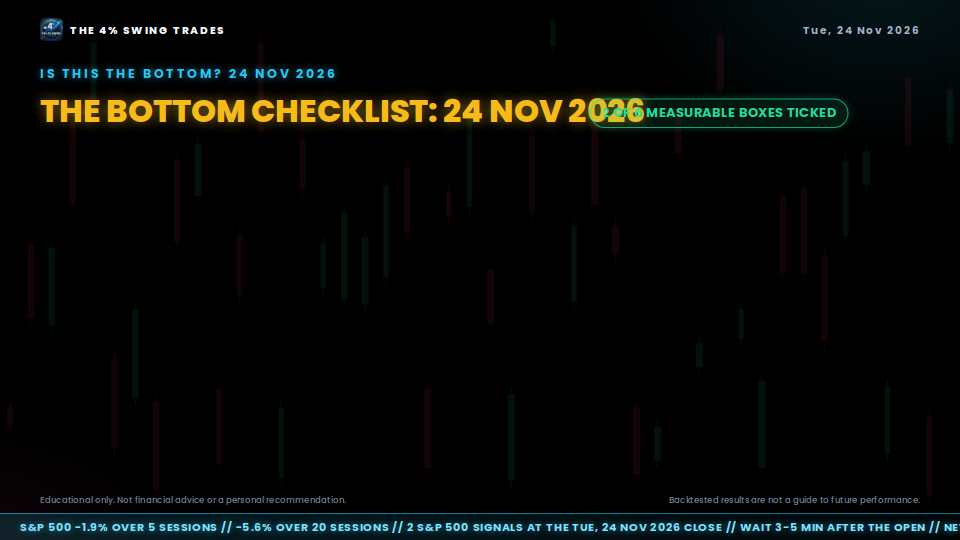 THE 4% SWING TRADES
Tue, 24 Nov 2026
IS THIS THE BOTTOM? 24 NOV 2026
THE BOTTOM CHECKLIST: 24 NOV 2026
MEASURABLE BOXES TICKED
Educational only. Not financial advice or a personal recommendation.
Backtested results are not a guide to future performance.
S&P 500 -1.9% OVER 5 SESSIONS // -5.6% OVER 20 SESSIONS // 2 S&P 500 SIGNALS AT THE TUE, 24 NOV 2026 CLOSE // WAIT 3-5 MIN AFTER THE OPEN //